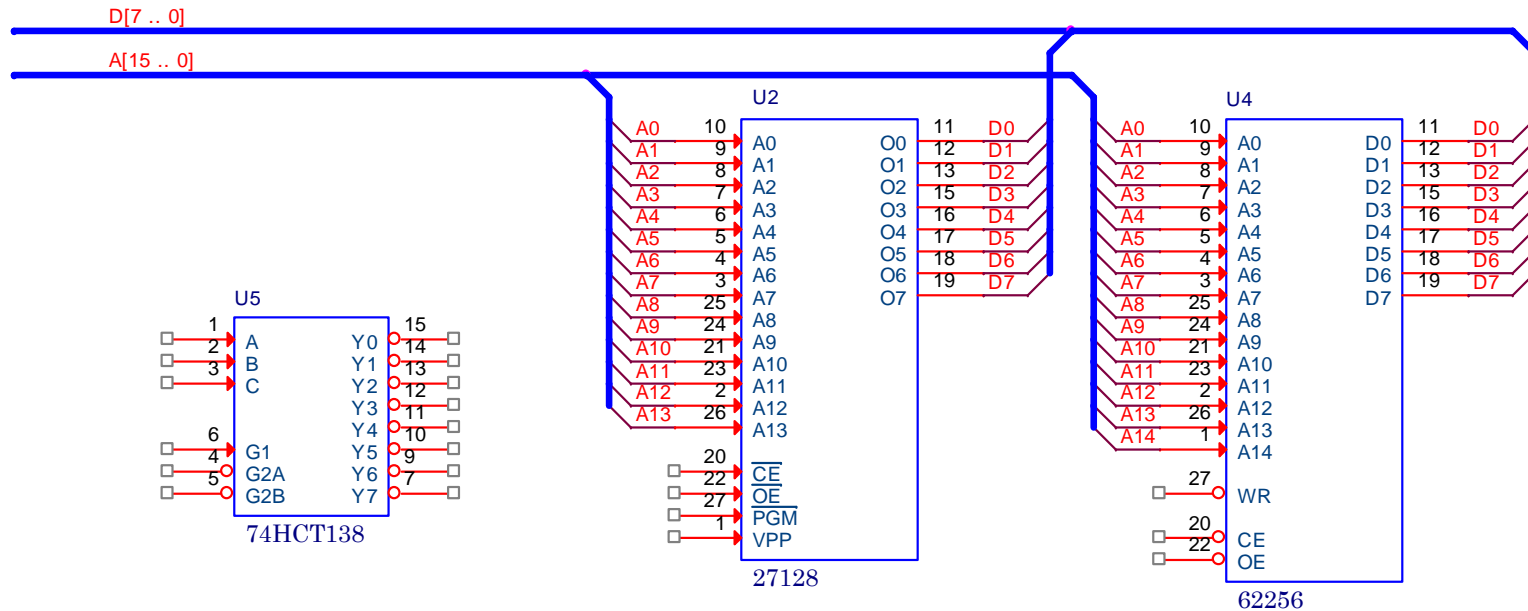 D[7 .. 0]
A[15 .. 0]
U2
U4
A0 10 A0 O0 11 D0
A1 9 A1 O1 12 D1
A2 8 A2 O2 13 D2
A3 7 A3 O3 15 D3
A4 6 A4 O4 16 D4
A5 5 A5 O5 17 D5
A6 4 A6 O6 18 D6
A7 3 A7 O7 19 D7
A8 25 A8
A9 24 A9
A10 21 A10
A11 23 A11
A12 2 A12
A13 26 A13
20 CE
22 OE
27 PGM
1 VPP
27128
A0 10 A0 D0 11 D0
A1 9 A1 D1 12 D1
A2 8 A2 D2 13 D2
A3 7 A3 D3 15 D3
A4 6 A4 D4 16 D4
A5 5 A5 D5 17 D5
A6 4 A6 D6 18 D6
A7 3 A7 D7 19 D7
A8 25 A8
A9 24 A9
A10 21 A10
A11 23 A11
A12 2 A12
A13 26 A13
A14 1 A14
27 WR
20 CE
22 OE
62256
U5
1 A Y0 15
2 B Y1 14
3 C Y2 13
Y3 12
Y4 11
6 G1 Y5 10
4 G2A Y6 9
5 G2B Y7 7
74HCT138